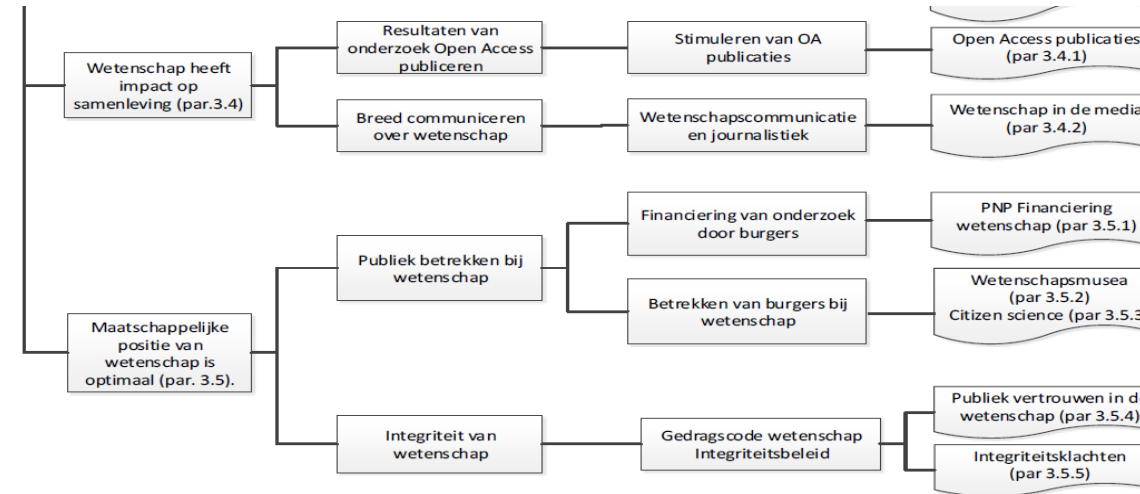 Wetenschap heeft
impact op
samenleving (par.3.4)
Resultaten van
onderzoek Open Access
publiceren
Stimuleren van OA
publicaties
Open Access publicaties
(par 3.4.1)
Breed communiceren
over wetenschap
Wetenschapscommunicatie
en journalistiek
Wetenschap in de media
(par 3.4.2)
Maatschappelijke
positie van
wetenschap is
optimaal (par. 3.5).
Publiek betrekken bij
wetenschap
Financiering van onderzoek
door burgers
PNP Financiering
wetenschap (par 3.5.1)
Betrekken van burgers bij
wetenschap
Wetenschapsmusea
(par 3.5.2)
Citizen science (par 3.5.3
Integriteit van
wetenschap
Gedragscode wetenschap
Integriteitsbeleid
Publiek vertrouwen in d
wetenschap (par 3.5.4)
Integriteitsklachten
(par 3.5.5)